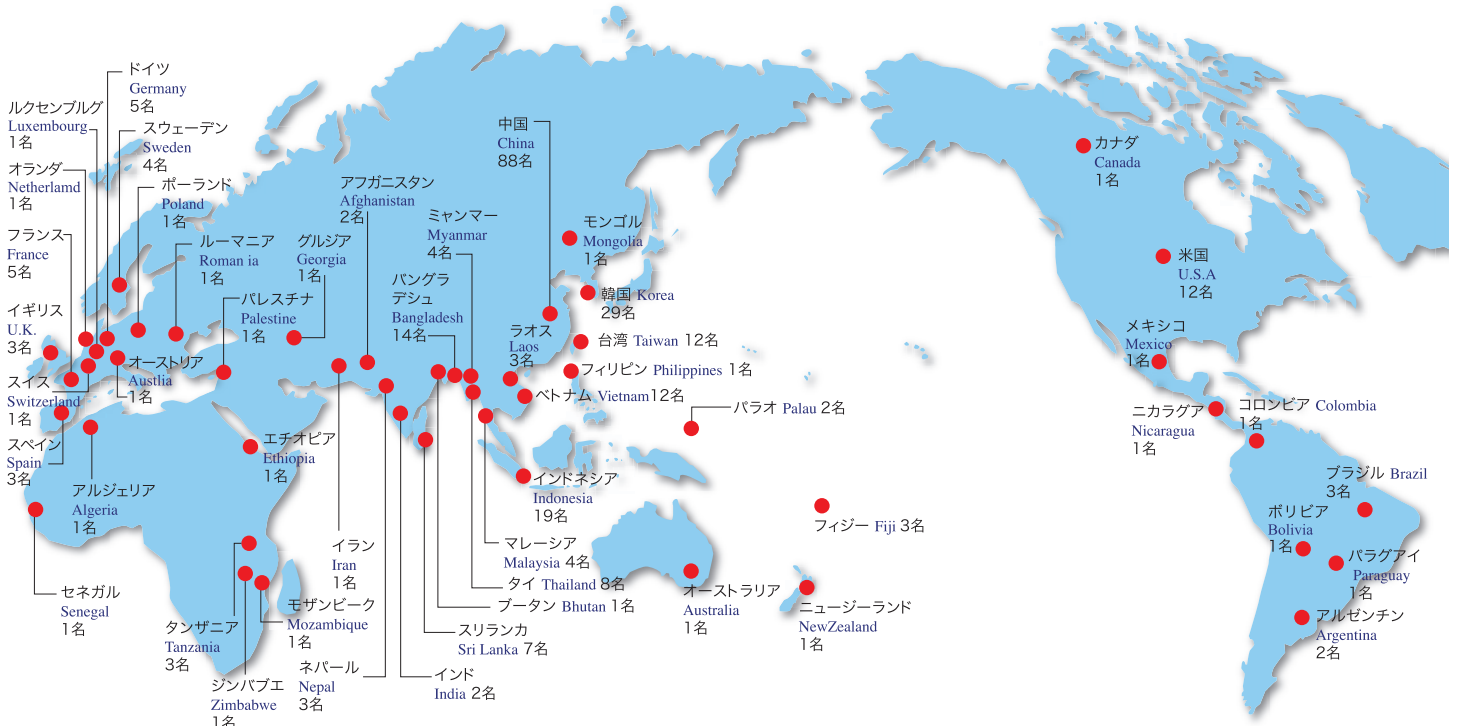 ドイツ
Germany
5名
ルクセンブルグ
Luxembourg
1名
スウェーデン
Sweden
4名
オランダ
Netherlamd
1名
ポーランド
Poland
1名
フランス
France
5名
ルーマニア
Roman ia
1名
グルジア
Georgia
1名
アフガニスタン
Afghanistan
2名
ミャンマー
Myanmar
4名
中国
China
88名
モンゴル
Mongolia
1名
イギリス
U.K.
3名
パレスチナ
Palestine
1名
バングラ
デシュ
Bangladesh
14名
韓国 Korea
29名
ラオス
Laos
3名
台湾 Taiwan 12名
オーストリア
Austlia
1名
フィリピン Philippines 1名
スイス
Switzerland
1名
ベトナム Vietnam12名
パラオ Palau 2名
スペイン
Spain
3名
エチオピア
Ethiopia
1名
アルジェリア
Algeria
1名
インドネシア
Indonesia
19名
フィジー Fiji 3名
イラン
Iran
1名
マレーシア
Malaysia 4名
タイ Thailand 8名
ブータン Bhutan 1名
セネガル
Senegal
1名
モザンビーク
Mozambique
1名
タンザニア
Tanzania
3名
スリランカ
Sri Lanka 7名
オーストラリア
Australia
1名
ニュージーランド
NewZealand
1名
ネパール
Nepal
3名
インド
India 2名
ジンバブエ
Zimbabwe
1名
カナダ
Canada
1名
米国
U.S.A
12名
メキシコ
Mexico
1名
ニカラグア
Nicaragua
1名
コロンビア Colombia
1名
ブラジル Brazil
3名
ボリビア
Bolivia
1名
パラグアイ
Paraguay
1名
アルゼンチン
Argentina
2名